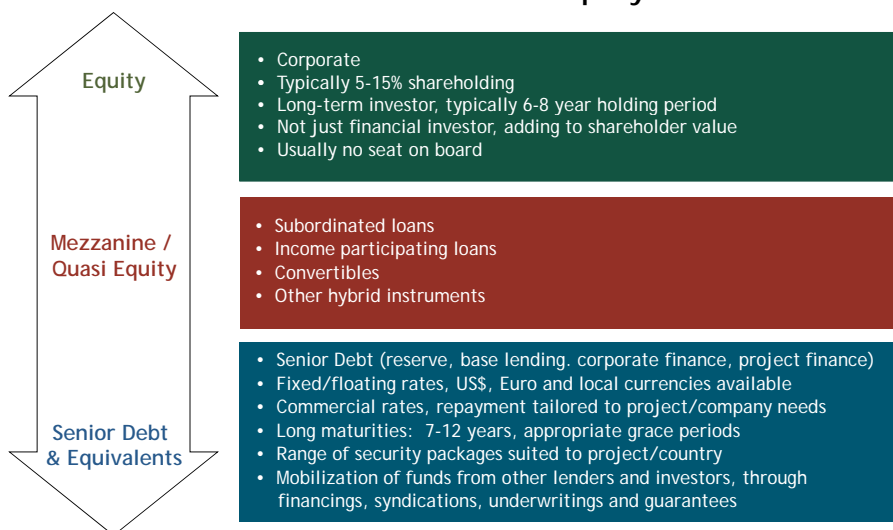 Equity
• Corporate
• Typically 5-15% shareholding
• Long-term investor, typically 6-8 year holding period
• Not just financial investor, adding to shareholder value
• Usually no seat on board
Mezzanine /
Quasi Equity
• Subordinated loans
• Income participating loans
• Convertibles
• Other hybrid instruments
Senior Debt
& Equivalents
• Senior Debt (reserve, base lending. corporate finance, project finance)
• Fixed/floating rates, US$, Euro and local currencies available
• Commercial rates, repayment tailored to project/company needs
• Long maturities: 7-12 years, appropriate grace periods
• Range of security packages suited to project/country
• Mobilization of funds from other lenders and investors, through
financings, syndications, underwritings and guarantees